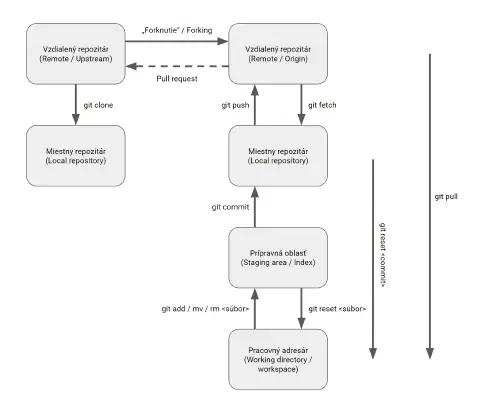 „Forknutie" / Forking
Vzdialený repozitár
(Remote / Upstream)
Vzdialený repozitár
(Remote / Origin)
Pull request
git clone
git push
git fetch
Miestny repozitár
(Local repository)
Miestny repozitár
(Local repository)
git pull
git commit
git reset <commit>
Prípravná oblasť
(Staging area / Index)
git add / mv / rm <súbor>
git reset <súbor>
Pracovný adresár
(Working directory /
workspace)